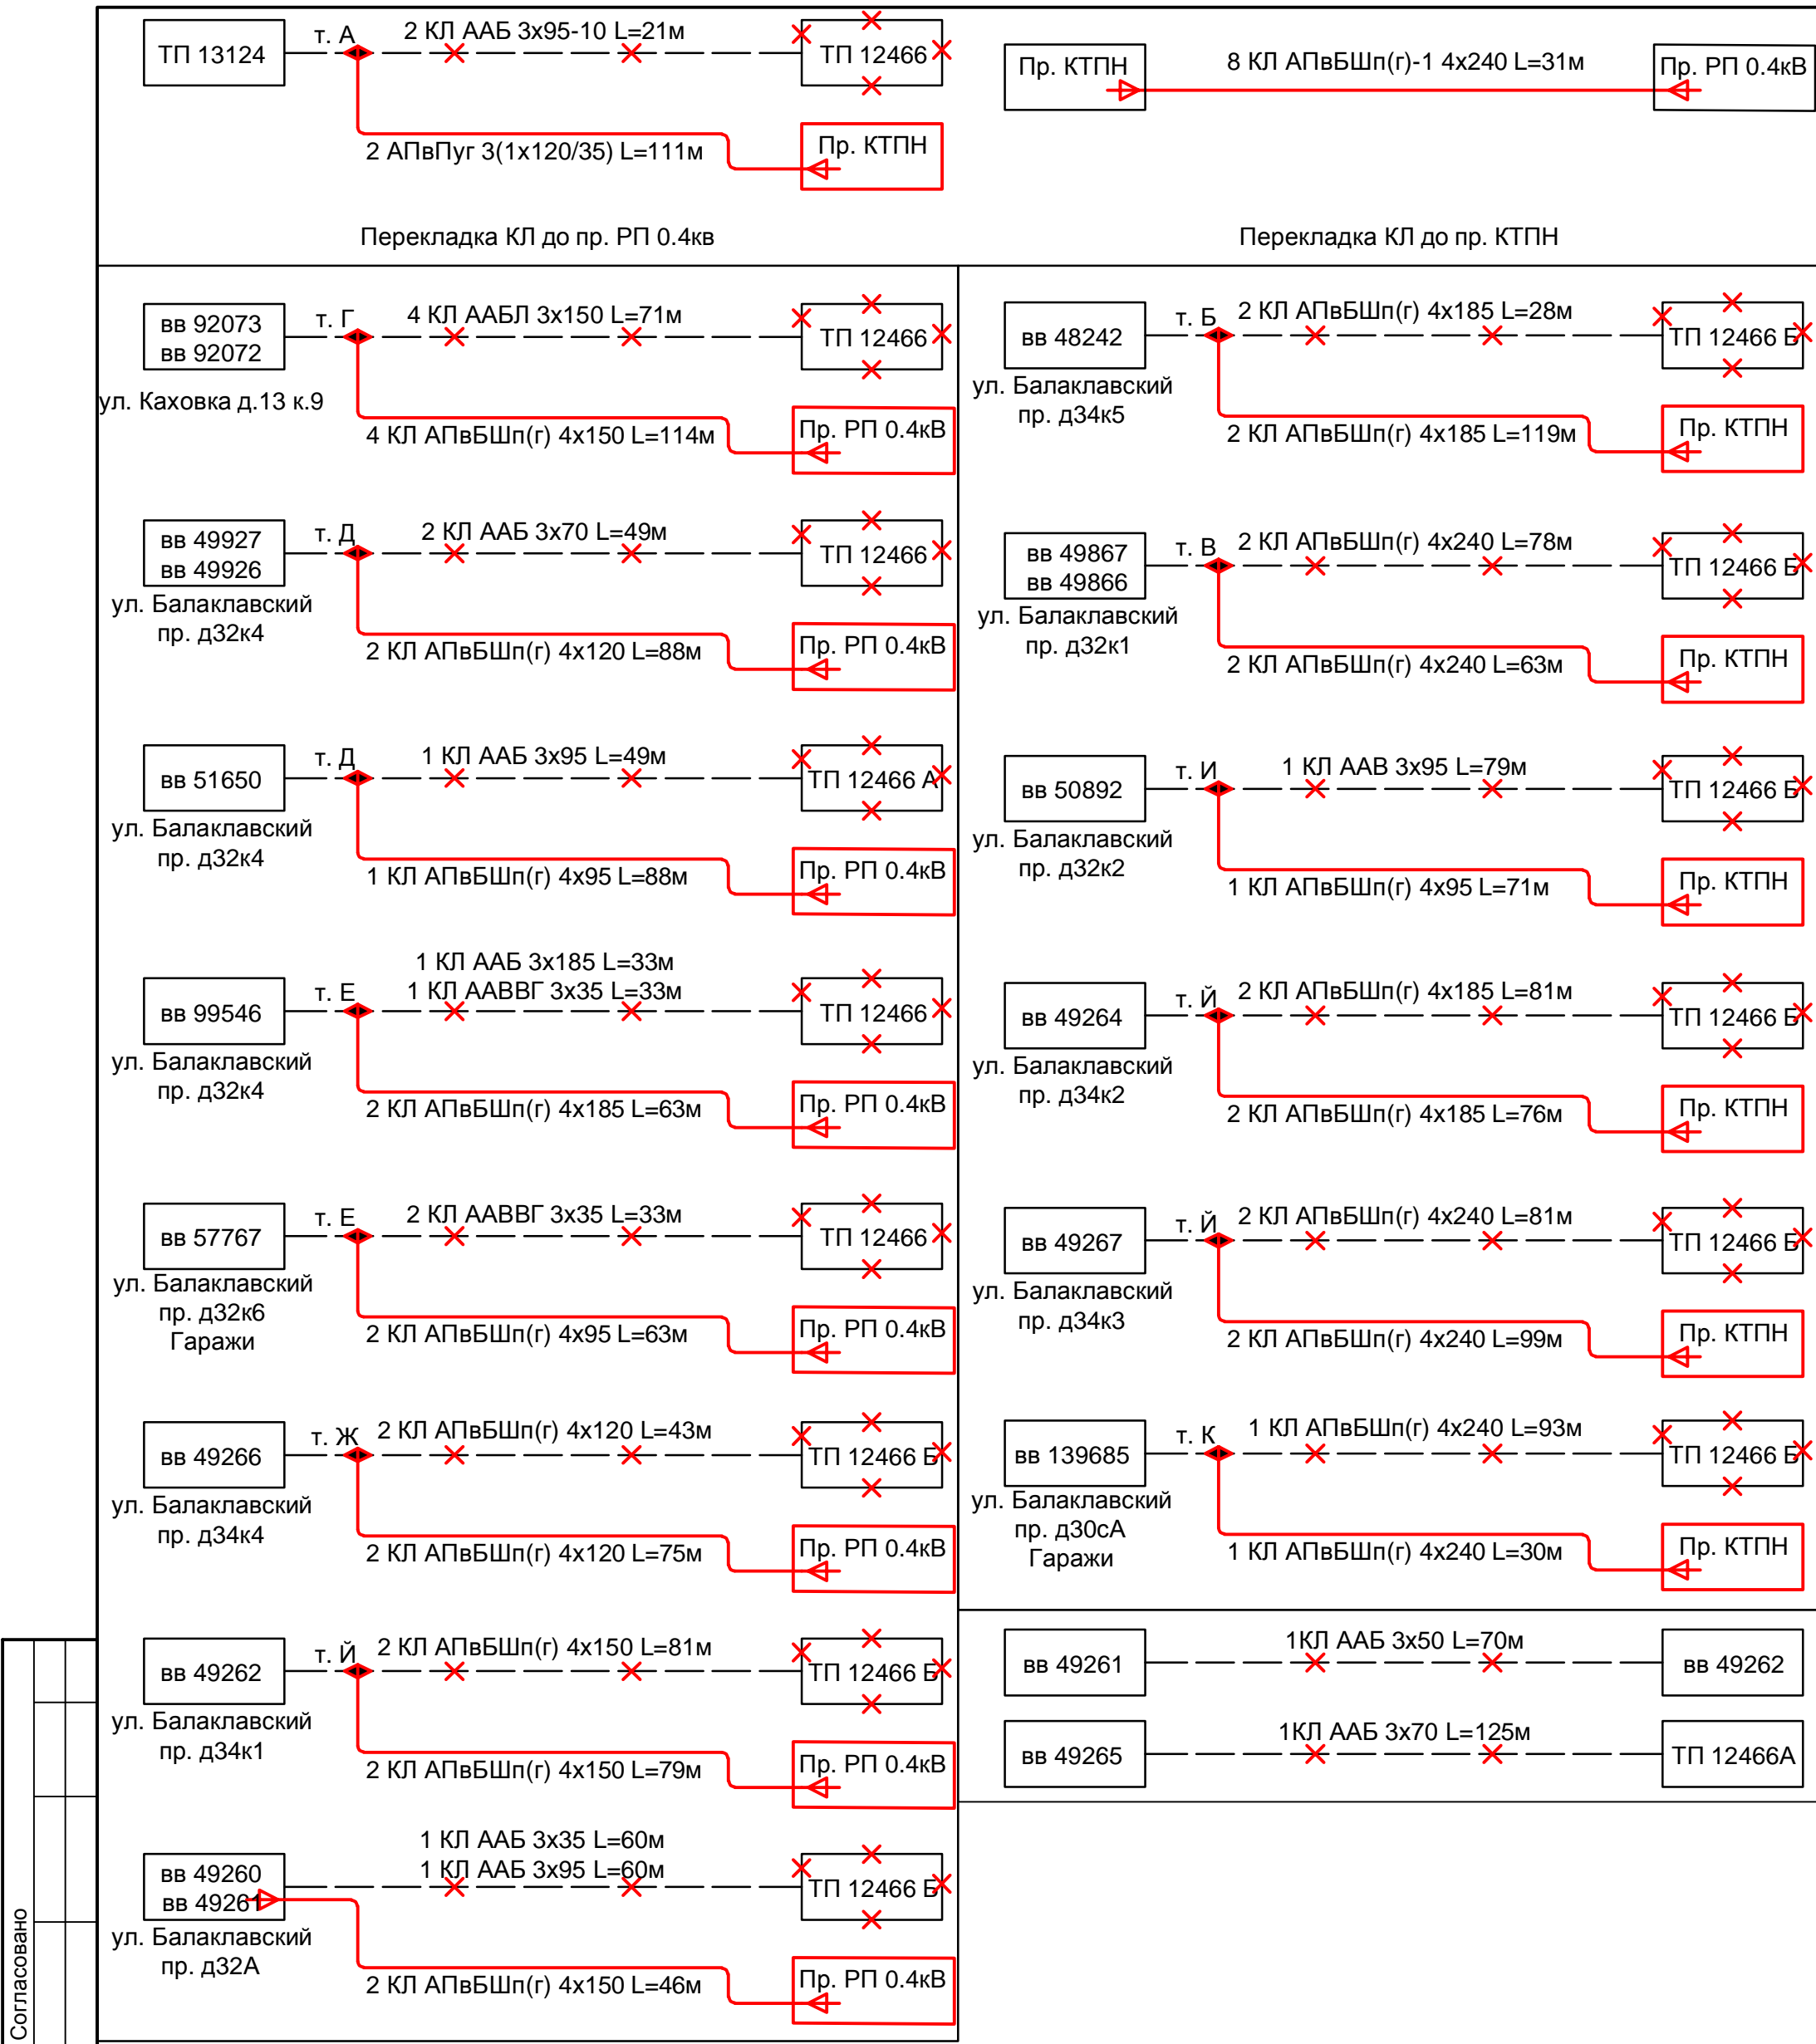 ТП 13124
т. А
2 КЛ ААБ 3х95-10 L=21м
ТП 12466
2 АПвПуг 3(1х120/35) L=111м
Пр. КТПН
Пр. КТПН
8 КЛ АПвБШп(г)-1 4х240 L=31м
Пр. РП 0.4кВ
Перекладка КЛ до пр. РП 0.4кв
Перекладка КЛ до пр. КТПН
вв 92073
вв 92072
т. Г
4 КЛ ААБЛ 3х150 L=71м
ТП 12466
ул. Каховка д.13 к.9
4 КЛ АПвБШп(г) 4х150 L=114м
Пр. РП 0.4кВ
вв 49927
вв 49926
т. Д
2 КЛ ААБ 3х70 L=49м
ТП 12466
ул. Балаклавский
пр. д32к4
2 КЛ АПвБШп(г) 4х120 L=88м
Пр. РП 0.4кВ
вв 51650
т. Д
1 КЛ ААБ 3х95 L=49м
ТП 12466 А
ул. Балаклавский
пр. д32к4
1 КЛ АПвБШп(г) 4х95 L=88м
Пр. РП 0.4кВ
вв 99546
т. Е
1 КЛ ААБ 3х185 L=33м
1 КЛ ААВВГ 3х35 L=33м
ТП 12466
ул. Балаклавский
пр. д32к4
2 КЛ АПвБШп(г) 4х185 L=63м
Пр. РП 0.4кВ
вв 57767
т. Е
2 КЛ ААВВГ 3х35 L=33м
ТП 12466
ул. Балаклавский
пр. д32к6
Гаражи
2 КЛ АПвБШп(г) 4х95 L=63м
Пр. РП 0.4кВ
вв 49266
т. Ж
2 КЛ АПвБШп(г) 4х120 L=43м
ТП 12466 Б
ул. Балаклавский
пр. д34к4
2 КЛ АПвБШп(г) 4х120 L=75м
Пр. РП 0.4кВ
вв 49262
т. Й
2 КЛ АПвБШп(г) 4х150 L=81м
ТП 12466 Б
ул. Балаклавский
пр. д34к1
2 КЛ АПвБШп(г) 4х150 L=79м
Пр. РП 0.4кВ
вв 49260
вв 49261
1 КЛ ААБ 3х35 L=60м
1 КЛ ААБ 3х95 L=60м
ТП 12466 Б
ул. Балаклавский
пр. д32А
2 КЛ АПвБШп(г) 4х150 L=46м
Пр. РП 0.4кВ
вв 48242
т. Б
2 КЛ АПвБШп(г) 4х185 L=28м
ТП 12466 Б
ул. Балаклавский
пр. д34к5
2 КЛ АПвБШп(г) 4х185 L=119м
Пр. КТПН
вв 49867
вв 49866
т. В
2 КЛ АПвБШп(г) 4х240 L=78м
ТП 12466 Б
ул. Балаклавский
пр. д32к1
2 КЛ АПвБШп(г) 4х240 L=63м
Пр. КТПН
вв 50892
т. И
1 КЛ ААВ 3х95 L=79м
ТП 12466 Б
ул. Балаклавский
пр. д32к2
1 КЛ АПвБШп(г) 4х95 L=71м
Пр. КТПН
вв 49264
т. Й
2 КЛ АПвБШп(г) 4х185 L=81м
ТП 12466 Б
ул. Балаклавский
пр. д34к2
2 КЛ АПвБШп(г) 4х185 L=76м
Пр. КТПН
вв 49267
т. Й
2 КЛ АПвБШп(г) 4х240 L=81м
ТП 12466 Б
ул. Балаклавский
пр. д34к3
2 КЛ АПвБШп(г) 4х240 L=99м
Пр. КТПН
вв 139685
т. К
1 КЛ АПвБШп(г) 4х240 L=93м
ТП 12466 Б
ул. Балаклавский
пр. д30сА
Гаражи
1 КЛ АПвБШп(г) 4х240 L=30м
Пр. КТПН
вв 49261
1КЛ ААБ 3х50 L=70м
вв 49262
вв 49265
1КЛ ААБ 3х70 L=125м
ТП 12466А
Согласовано